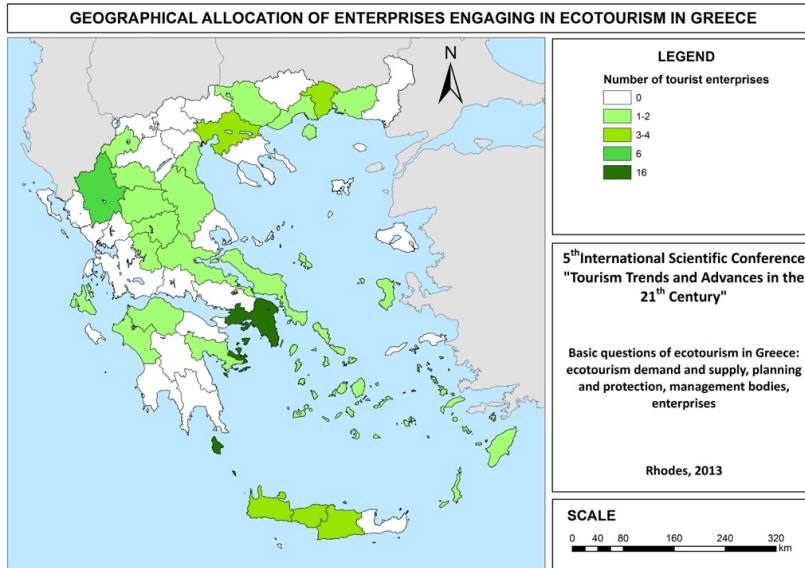 GEOGRAPHICAL ALLOCATION OF ENTERPRISES ENGAGING IN ECOTOURISM IN GREECE
N
LEGEND
Number of tourist enterprises
0
1-2
3-4
6
16
5thInternational Scientific Conference
"Tourism Trends and Advances in the
21th Century"
Basic questions of ecotourism in Greece:
ecotourism demand and supply, planning
and protection, management bodies,
enterprises
Rhodes, 2013
SCALE
0 40 80 160 240 320
km